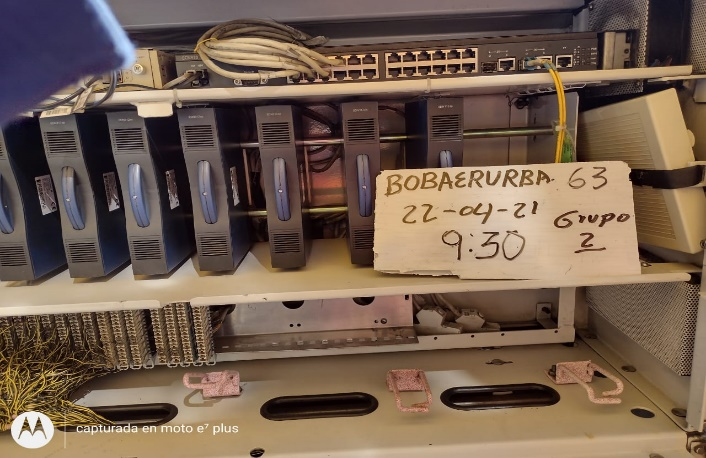 BOBAERURBA 63
22-04-21 Grupo
9:30 2
capturada en moto e⁷ plus